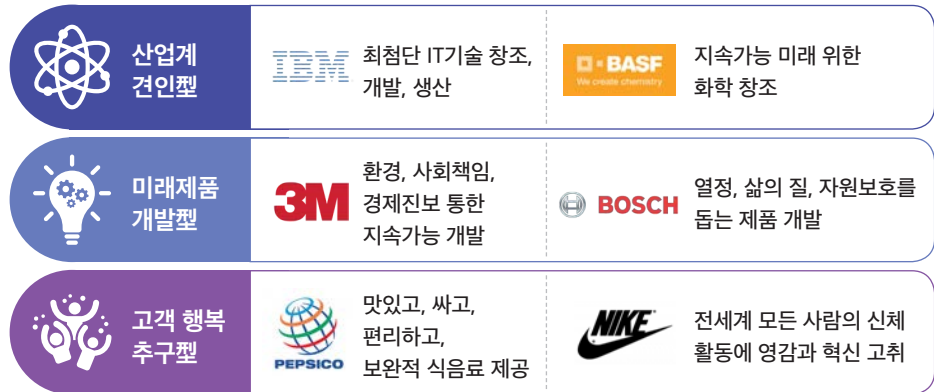 산업계
견인型
IBM
최첨단 IT기술 창조,
개발, 생산
BASF
We create chemistry
지속가능 미래 위한
화학 창조
미래제품
개발型
3M
환경, 사회책임,
경제진보 통한
지속가능 개발
BOSCH
열정, 삶의 질, 자원보호를
돕는 제품 개발
고객 행복
추구型
PEPSICO
맛있고, 싸고,
편리하고,
보완적 식음료 제공
NIKE
전세계 모든 사람의 신체
활동에 영감과 혁신 고취